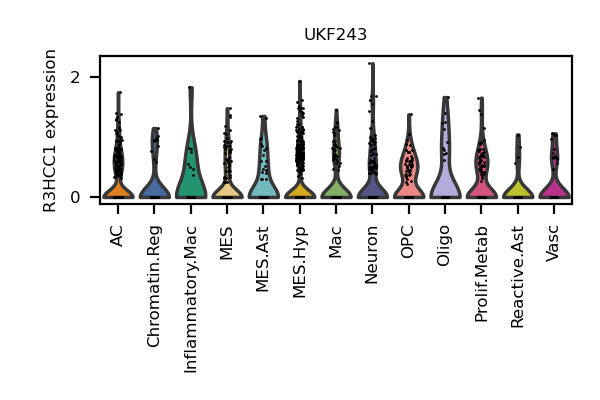 UKF243
R3HCC1 expression
2
0
AC
Chromatin.Reg
Inflammatory.Mac
MES
MES.Ast
MES.Hyp
Mac
Neuron
OPC
Oligo
Prolif.Metab
Reactive.Ast
Vasc